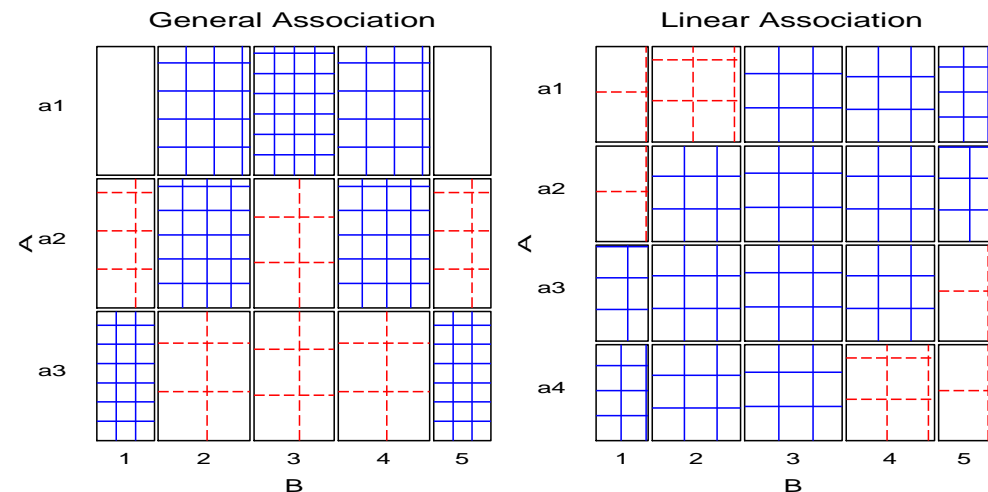 General Association
a1
a2
a3
A
1 2 3 4 5
B
Linear Association
a1
a2
a3
a4
A
1 2 3 4 5
B